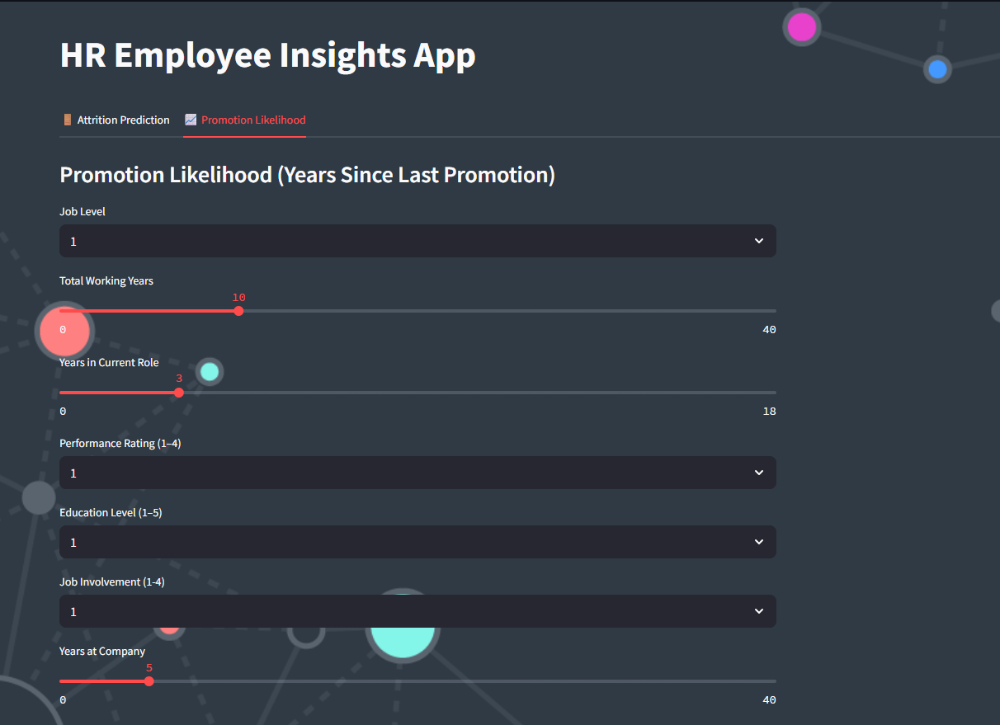 HR Employee Insights App
🚪 Attrition Prediction 📈 Promotion Likelihood
Promotion Likelihood (Years Since Last Promotion)
Job Level
1
Total Working Years
10
0 40
Years in Current Role
3
0 18
Performance Rating (1–4)
1
Education Level (1–5)
1
Job Involvement (1-4)
1
Years at Company
5
0 40